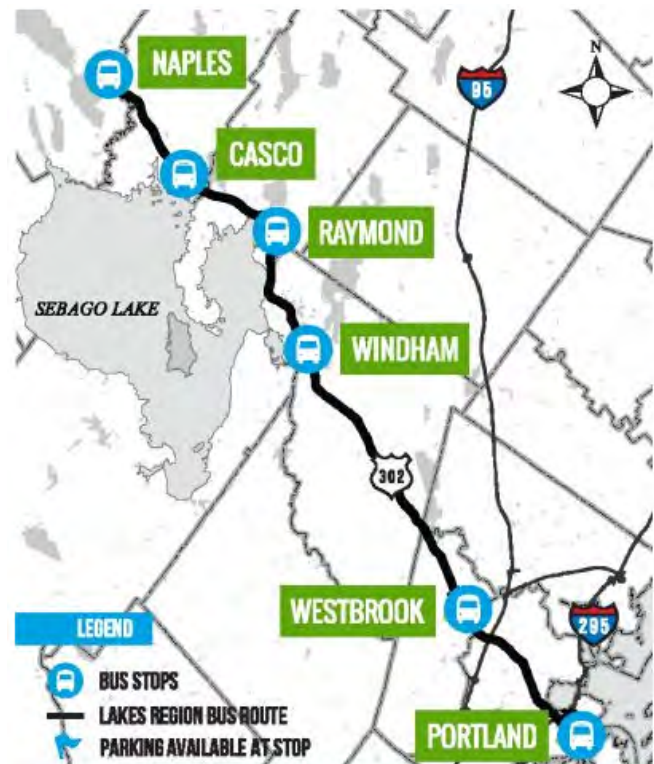 NAPLES
N
95
CASCO
RAYMOND
SEBAGO LAKE
WINDHAM
302
WESTBROOK
295
LEGEND
BUS STOPS
LAKES REGION BUS ROUTE
PARKING AVAILABLE AT STOP
PORTLAND